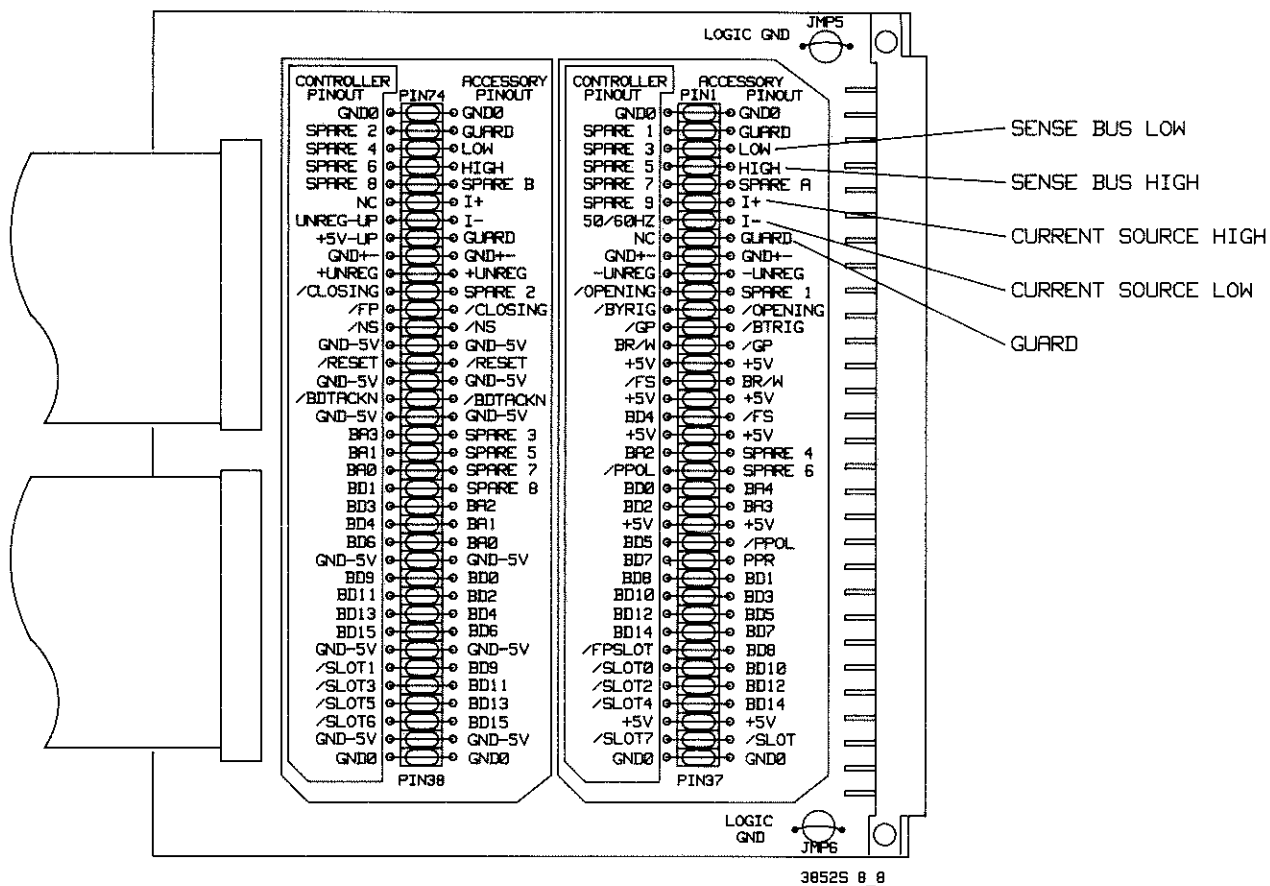 JMP5
LOGIC GND
CONTROLLER ACCESSORY
PINOUT PIN74 PINOUT
GND0 GND0
SPARE 2 GUARD
SPARE 4 LOW
SPARE 6 HIGH
SPARE 8 SPARE B
NC I+
UNREG-UP I-
+5V-UP GUARD
GND+- GND+-
+UNREG +UNREG
/CLOSING SPARE 2
/FP /CLOSING
/NS /NS
GND-5V GND-5V
/RESET /RESET
GND-5V GND-5V
/BDTACKN /BDTACKN
GND-5V GND-5V
BA3 SPARE 3
BA1 SPARE 5
BA0 SPARE 7
BD1 SPARE 8
BD3 BA2
BD4 BA1
BD6 BA0
GND-5V GND-5V
BD9 BD0
BD11 BD2
BD13 BD4
BD15 BD6
GND-5V GND-5V
/SLOT1 BD9
/SLOT3 BD11
/SLOT5 BD13
/SLOT6 BD15
GND-5V GND-5V
GND0 GND0
PIN38
CONTROLLER ACCESSORY
PINOUT PIN1 PINOUT
GND0 GND0
SPARE 1 GUARD
SPARE 3 LOW
SPARE 5 HIGH
SPARE 7 SPARE A
SPARE 9 I+
50/60HZ I-
NC GUARD
GND+- GND+-
-UNREG -UNREG
/OPENING SPARE 1
/BYRIG /OPENING
/GP /BTRIG
BR/W /GP
+5V +5V
/FS BR/W
+5V +5V
BD4 /FS
+5V +5V
BA2 SPARE 4
/PPOL SPARE 6
BD0 BA4
BD2 BA3
+5V +5V
BD5 /PPOL
BD7 PPR
BD8 BD1
BD10 BD3
BD12 BD5
BD14 BD7
/FPSLOT BD8
/SLOT0 BD10
/SLOT2 BD12
/SLOT4 BD14
+5V +5V
/SLOT7 /SLOT
GND0 GND0
PIN37
SENSE BUS LOW
SENSE BUS HIGH
CURRENT SOURCE HIGH
CURRENT SOURCE LOW
GUARD
LOGIC
GND
JMP6
3852S 8 8